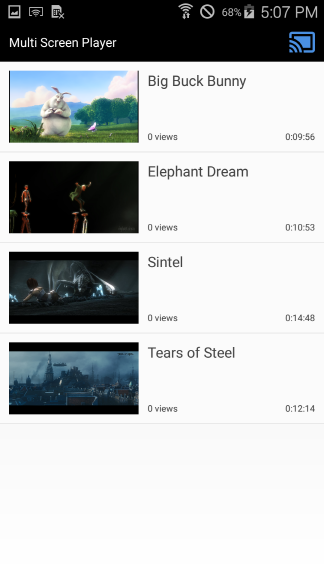 68% 5:07 PM
Multi Screen Player
Big Buck Bunny
0 views 0:09:56
Elephant Dream
0 views 0:10:53
Sintel
0 views 0:14:48
Tears of Steel
0 views 0:12:14